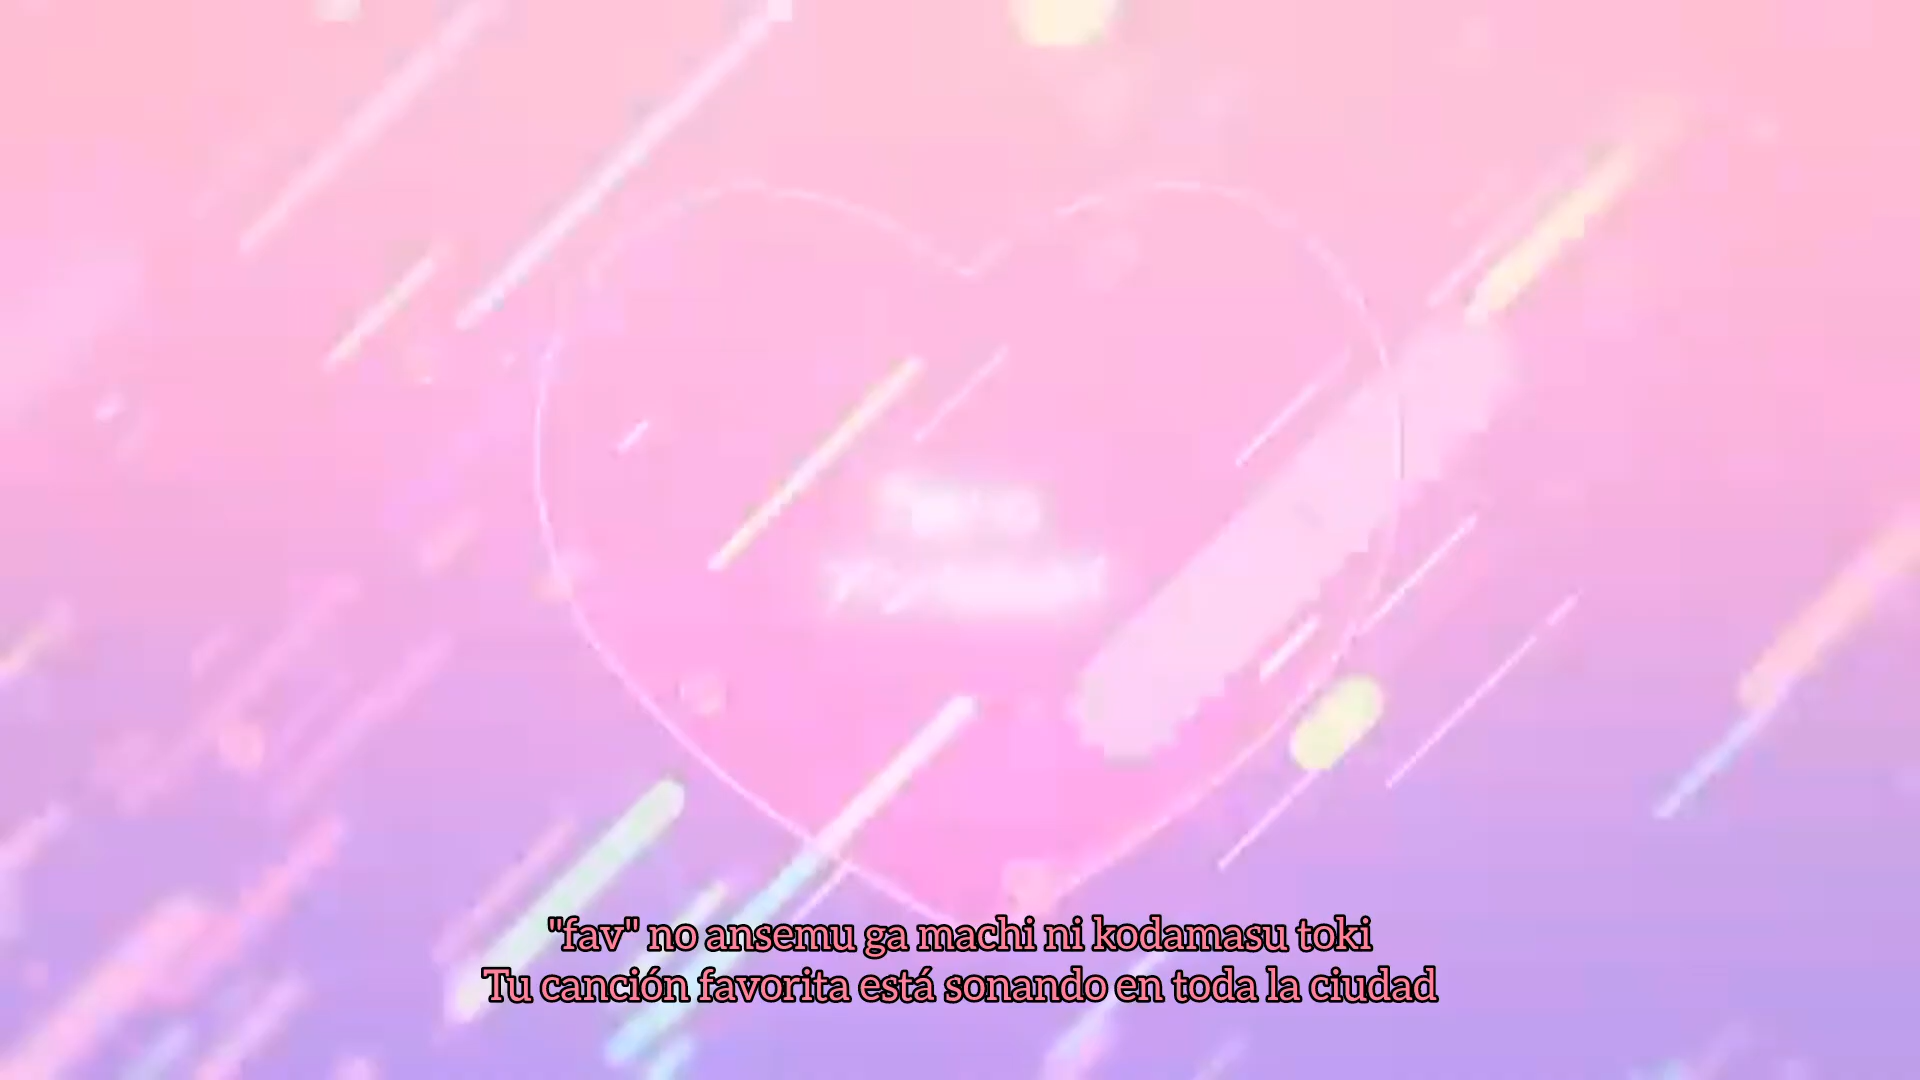 "fav" no ansemu ga machi ni kodamasu toki
Tu canción favorita está sonando en toda la ciudad